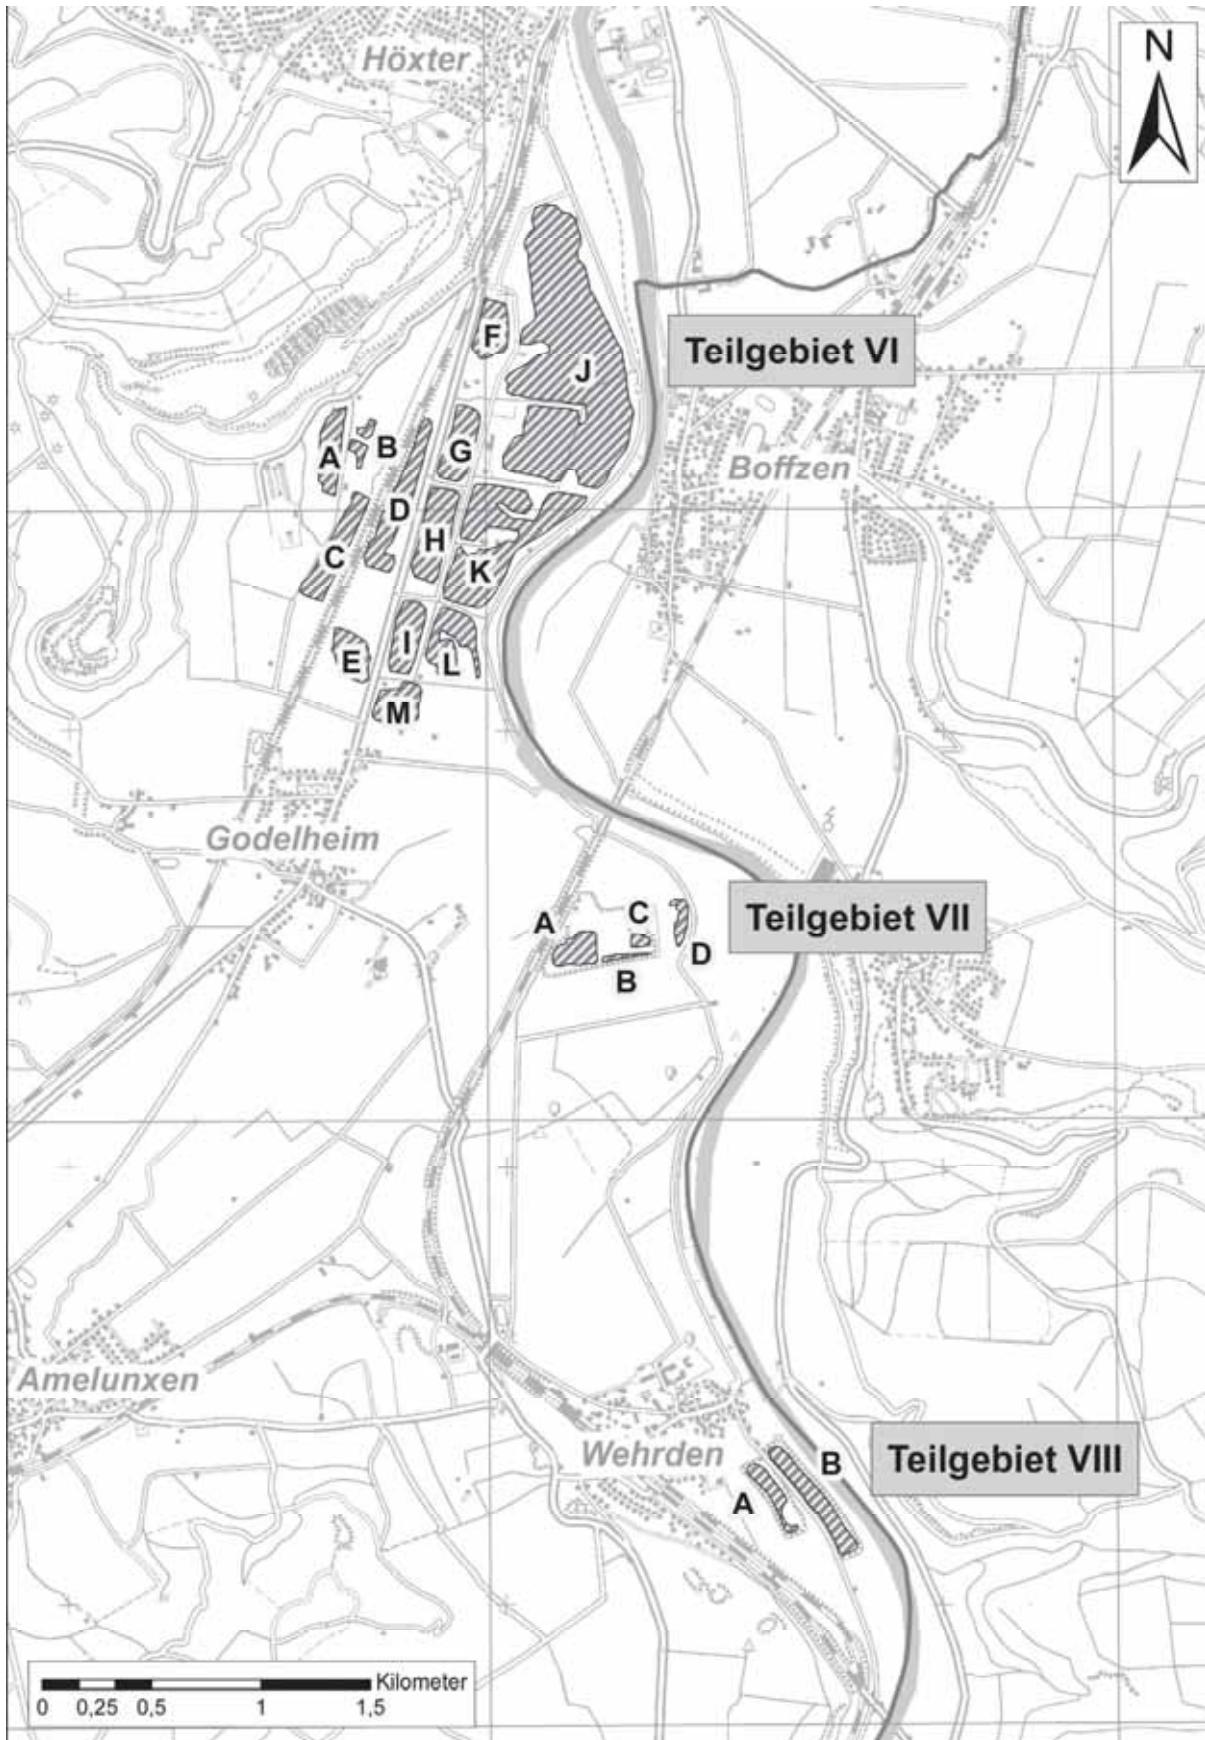 Höxter
N
F
Teilgebiet VI
J
A
B
G
Boffzen
D
C
H
K
E
I
L
M
Godelheim
A
C
Teilgebiet VII
D
B
Amelunxen
Wehrden
B
Teilgebiet VIII
A
Kilometer
0 0,25 0,5 1 1,5